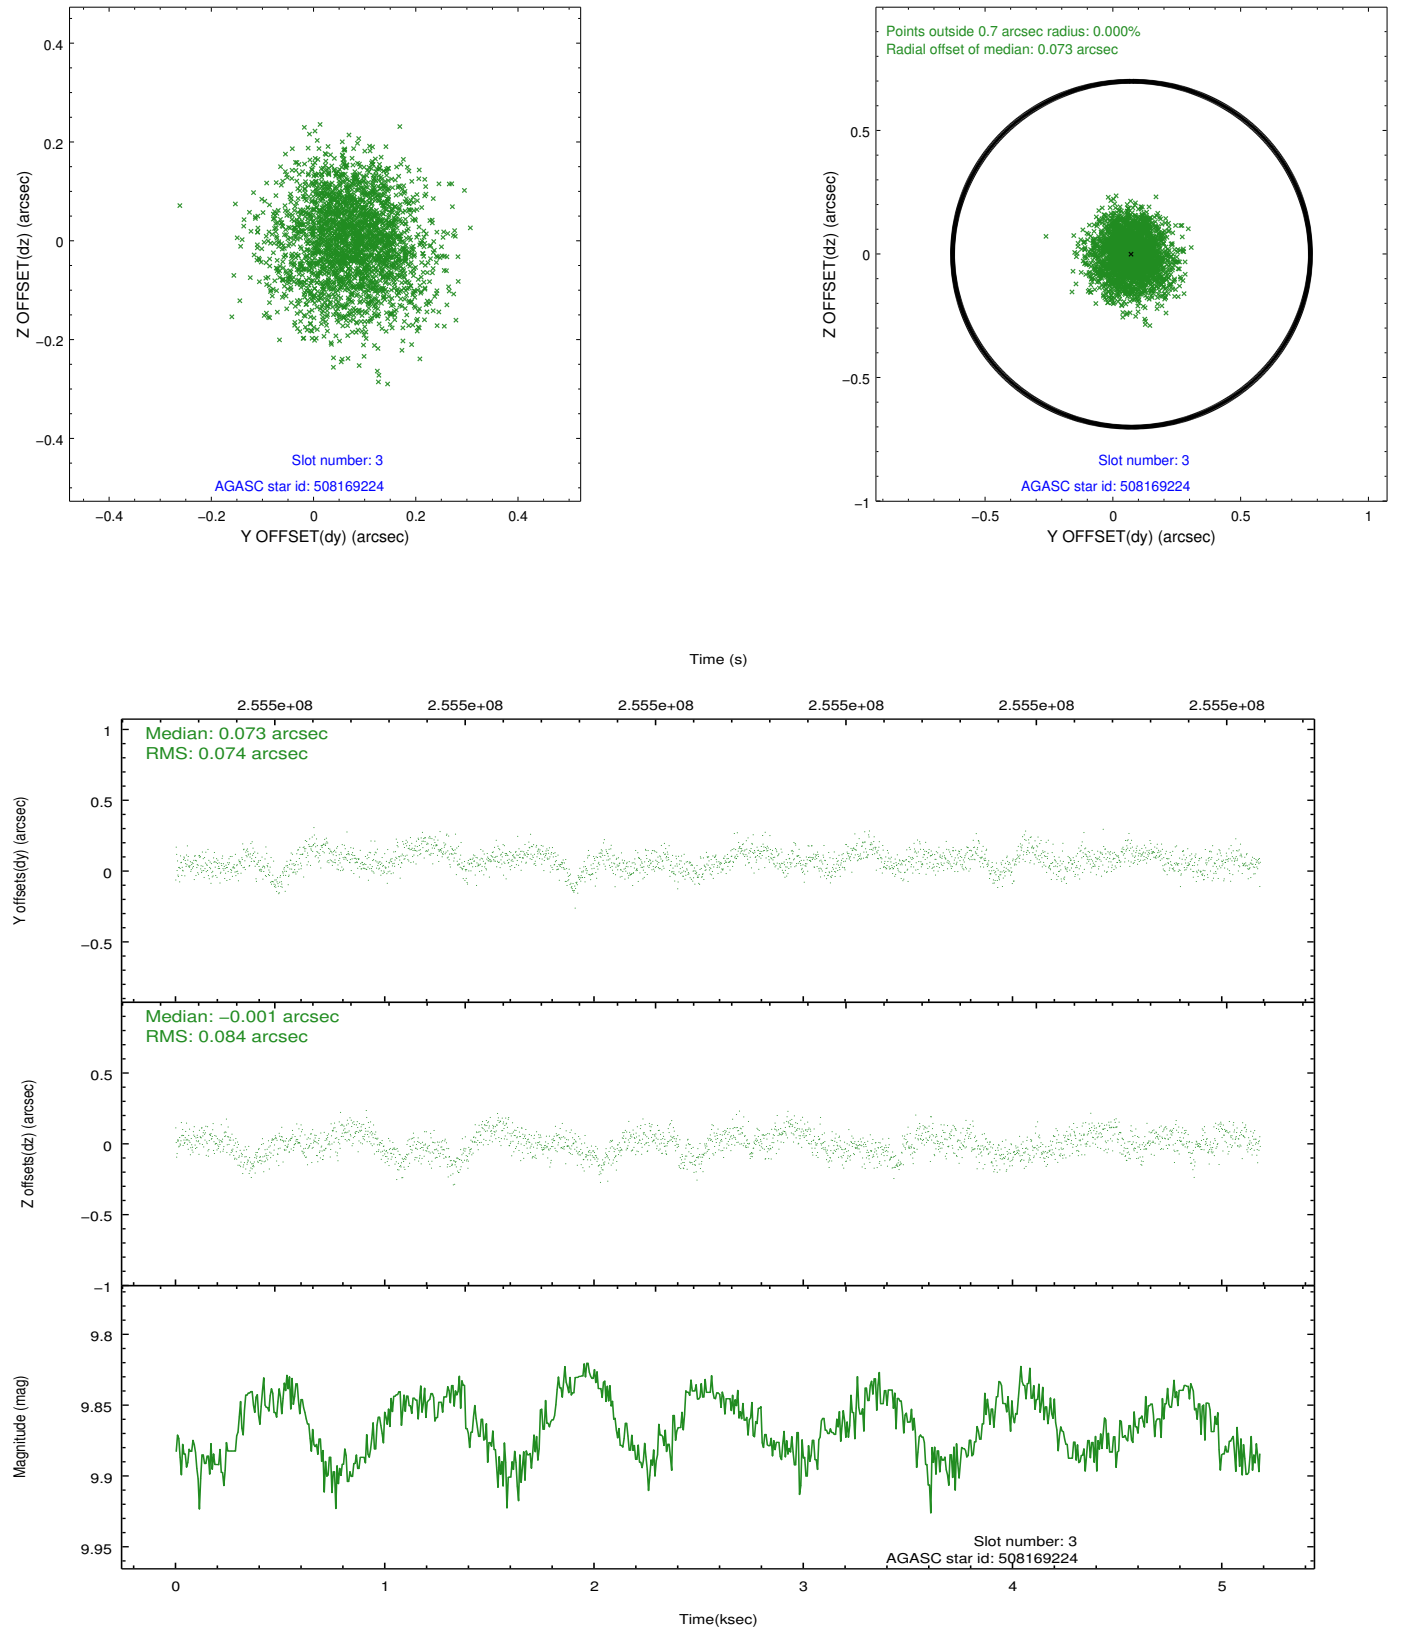 0.4
0.2
0
−0.2
−0.4
Z OFFSET(dz) (arcsec)
Slot number: 3
AGASC star id: 508169224
−0.4 −0.2 0 0.2 0.4
Y OFFSET(dy) (arcsec)
Points outside 0.7 arcsec radius: 0.000%
Radial offset of median: 0.073 arcsec
0.5
0
−0.5
−1
Z OFFSET(dz) (arcsec)
Slot number: 3
AGASC star id: 508169224
−0.5 0 0.5 1
Y OFFSET(dy) (arcsec)
Time (s)
2.555e+08 2.555e+08 2.555e+08 2.555e+08 2.555e+08 2.555e+08
Median: 0.073 arcsec
RMS: 0.074 arcsec
1
0.5
0
−0.5
Y offsets(dy) (arcsec)
Median: −0.001 arcsec
RMS: 0.084 arcsec
0.5
0
−0.5
−1
Z offsets(dz) (arcsec)
9.8
9.85
9.9
9.95
Magnitude (mag)
Slot number: 3
AGASC star id: 508169224
0 1 2 3 4 5
Time(ksec)